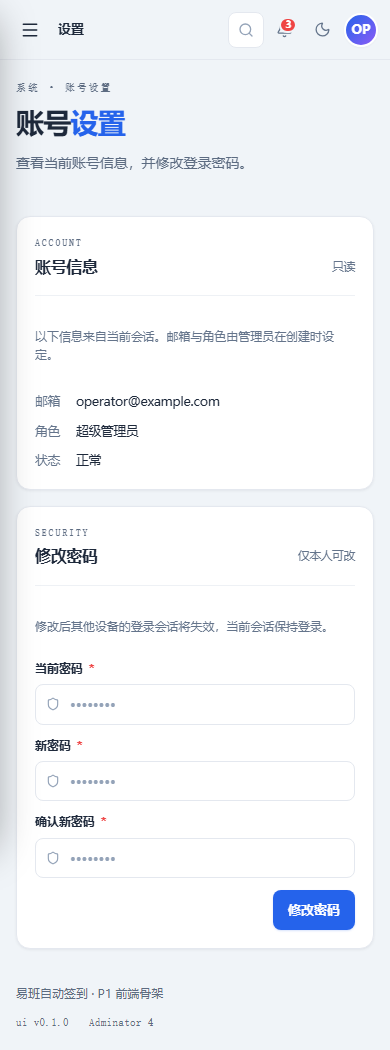 设置
3
OP
系统 • 账号设置
账号设置
查看当前账号信息，并修改登录密码。
ACCOUNT
账号信息
只读
以下信息来自当前会话。邮箱与角色由管理员在创建时设
定。
邮箱 operator@example.com
角色 超级管理员
状态 正常
SECURITY
修改密码
仅本人可改
修改后其他设备的登录会话将失效，当前会话保持登录。
当前密码 *
••••••••
新密码 *
••••••••
确认新密码 *
••••••••
修改密码
易班自动签到 · P1 前端骨架
ui v0.1.0 Adminator 4